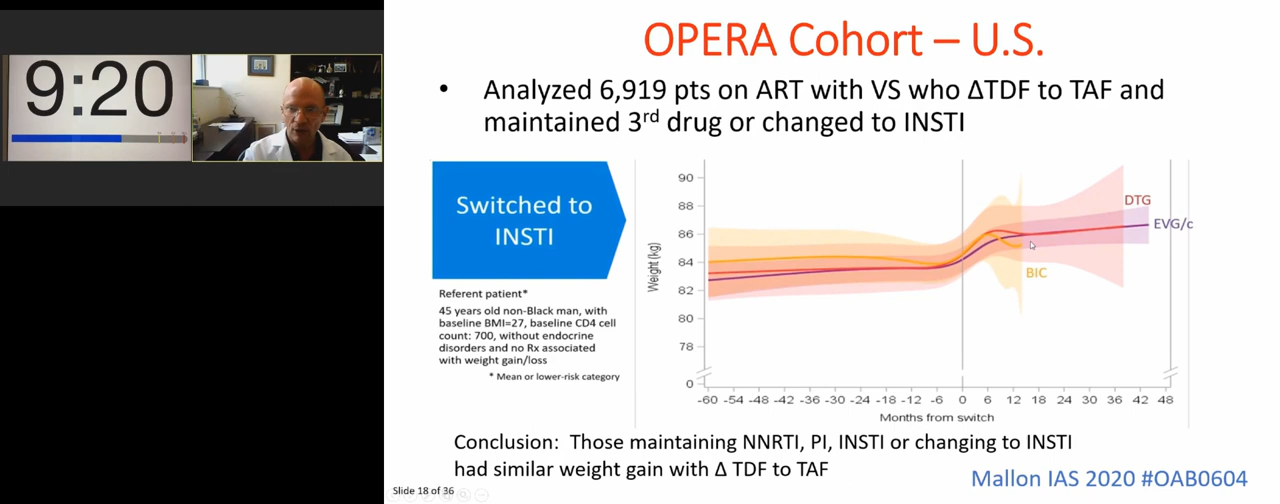 9:20
OPERA Cohort – U.S.
• Analyzed 6,919 pts on ART with VS who ΔTDF to TAF and
maintained 3rd drug or changed to INSTI
Switched to
INSTI
Referent patient*
45 years old non-Black man, with
baseline BMI=27, baseline CD4 cell
count: 700, without endocrine
disorders and no Rx associated
with weight gain/loss
* Mean or lower-risk category
Weight (kg)
90
88
86
84
82
80
78
0
DTG
EVG/c
BIC
-60 -54 -48 -42 -36 -30 -24 -18 -12 -6 0 6 12 18 24 30 36 42 48
Months from switch
Conclusion: Those maintaining NNRTI, PI, INSTI or changing to INSTI
had similar weight gain with Δ TDF to TAF
Mallon IAS 2020 #OAB0604
Slide 18 of 36